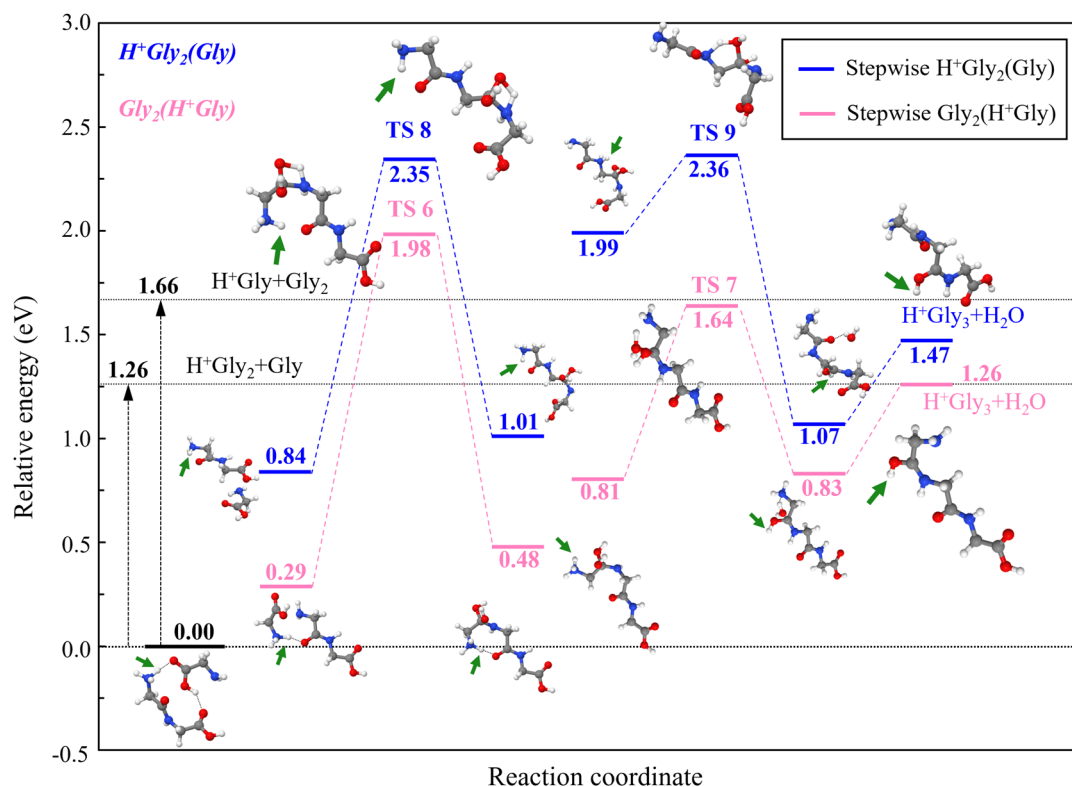 H⁺Gly₂(Gly)
Gly₂(H⁺Gly)
Stepwise H⁺Gly₂(Gly)
Stepwise Gly₂(H⁺Gly)
Relative energy (eV)
3.0
2.5
2.0
1.5
1.0
0.5
0.0
-0.5
1.66
H⁺Gly+Gly₂
1.26
H⁺Gly₂+Gly
0.00
0.84
0.29
TS 8
2.35
TS 6
1.98
1.01
0.48
1.99
0.81
TS 9
2.36
TS 7
1.64
1.07
0.83
H⁺Gly₃+H₂O
1.47
1.26
H⁺Gly₃+H₂O
Reaction coordinate